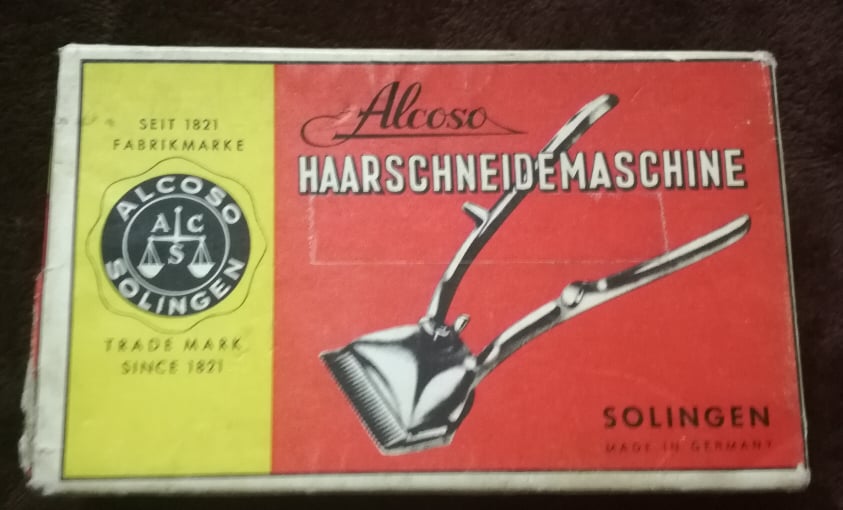 SEIT 1821
FABRIKMARKE
ALCOSO
A C
S
SOLINGEN
TRADE MARK
SINCE 1821
Alcoso
HAARSCHNEIDEMASCHINE
SOLINGEN
MADE IN GERMANY